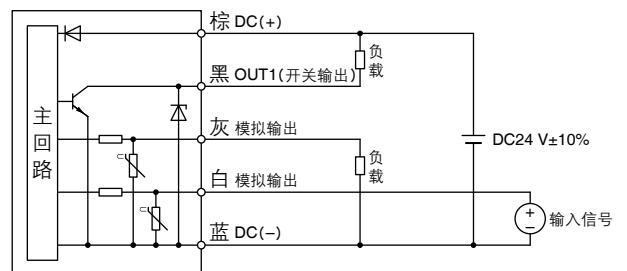 棕 DC(+)
负载
黑 OUT1(开关输出)
主回路
灰 模拟输出
DC24 V±10%
负载
白 模拟输出
+
−
输入信号
蓝 DC(−)